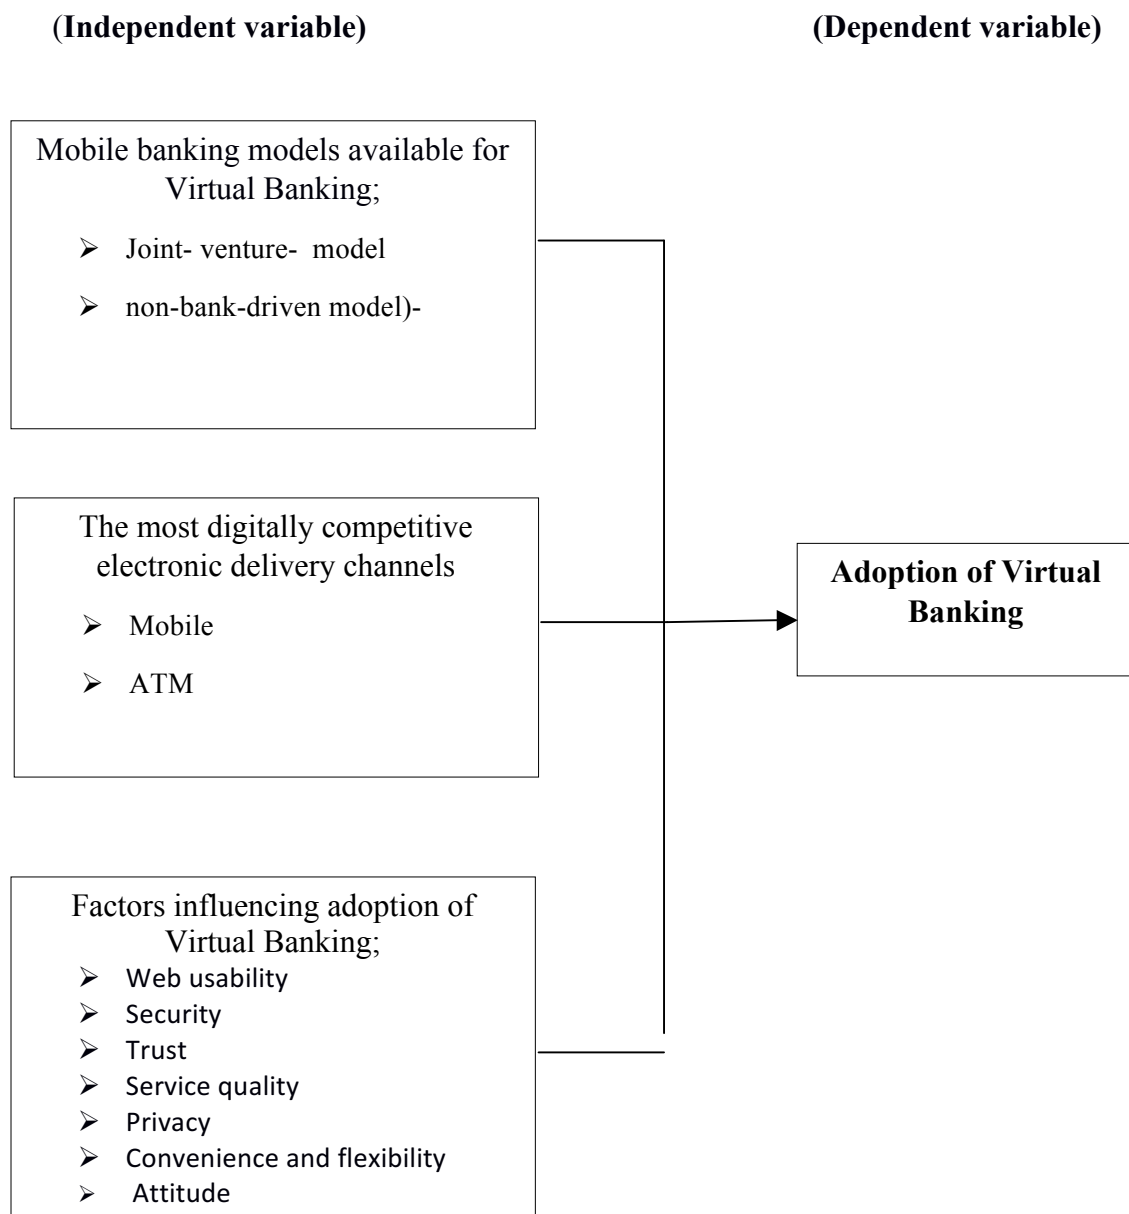 (Independent variable) (Dependent variable)
Mobile banking models available for
Virtual Banking;
➢ Joint- venture- model
➢ non-bank-driven model)-
The most digitally competitive
electronic delivery channels
➢ Mobile
➢ ATM
Adoption of Virtual
Banking
Factors influencing adoption of
Virtual Banking;
➢ Web usability
➢ Security
➢ Trust
➢ Service quality
➢ Privacy
➢ Convenience and flexibility
➢ Attitude